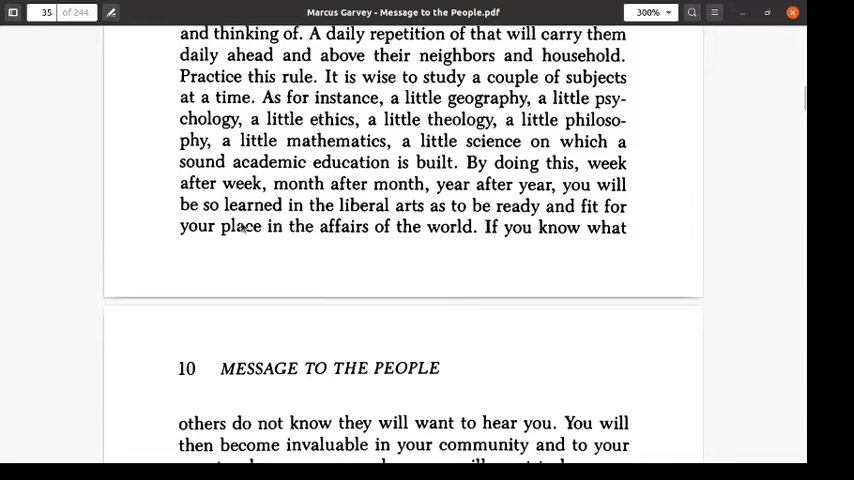 35 of 244
Marcus Garvey - Message to the People.pdf
300%
and thinking of. A daily repetition of that will carry them
daily ahead and above their neighbors and household.
Practice this rule. It is wise to study a couple of subjects
at a time. As for instance, a little geography, a little psy-
chology, a little ethics, a little theology, a little philoso-
phy, a little mathematics, a little science on which a
sound academic education is built. By doing this, week
after week, month after month, year after year, you will
be so learned in the liberal arts as to be ready and fit for
your place in the affairs of the world. If you know what
10 MESSAGE TO THE PEOPLE
others do not know they will want to hear you. You will
then become invaluable in your community and to your